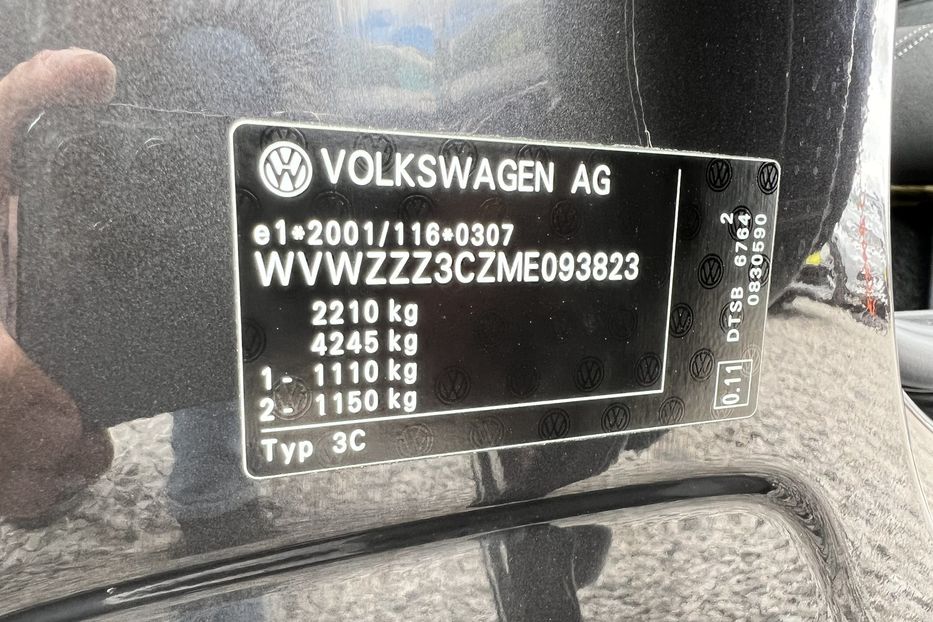 VOLKSWAGEN AG
e1*2001/116*0307
WVWZZZ3CZME093823
2210 kg
4245 kg
1 - 1110 kg
2 - 1150 kg
Typ 3C
0.11
DTSB 6764 2
0830590